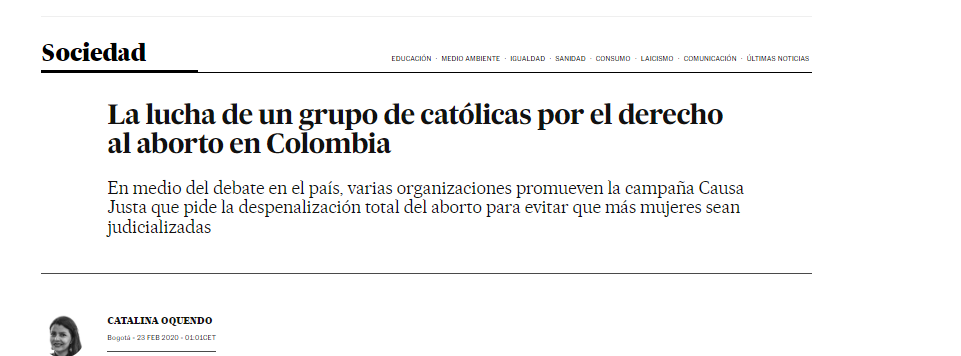 Sociedad
EDUCACIÓN · MEDIO AMBIENTE · IGUALDAD · SANIDAD · CONSUMO · LAICISMO · COMUNICACIÓN · ÚLTIMAS NOTICIAS
La lucha de un grupo de católicas por el derecho
al aborto en Colombia
En medio del debate en el país, varias organizaciones promueven la campaña Causa
Justa que pide la despenalización total del aborto para evitar que más mujeres sean
judicializadas
CATALINA OQUENDO
Bogotá - 23 FEB 2020 - 01:01CET